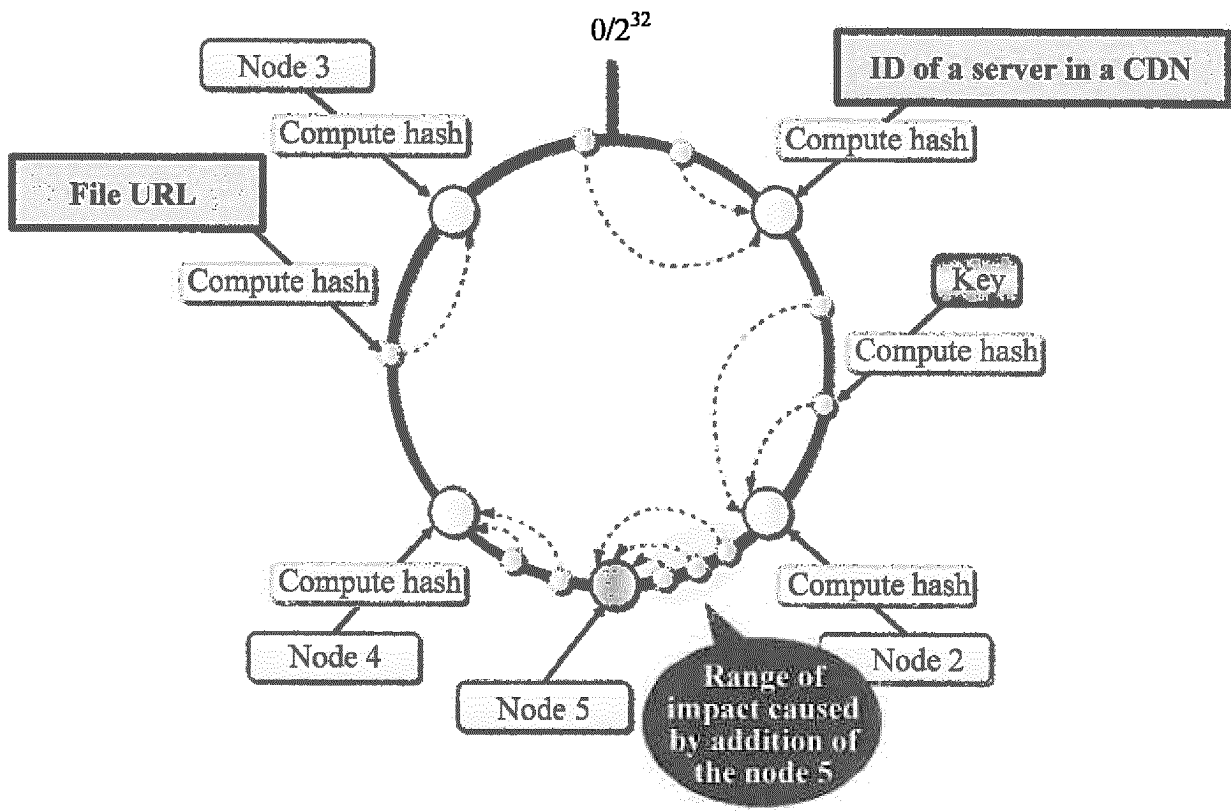 0/2^32
Node 3
ID of a server in a CDN
Compute hash
Compute hash
File URL
Compute hash
Key
Compute hash
Compute hash
Compute hash
Node 4
Node 2
Node 5
Range of
impact caused
by addition of
the node 5